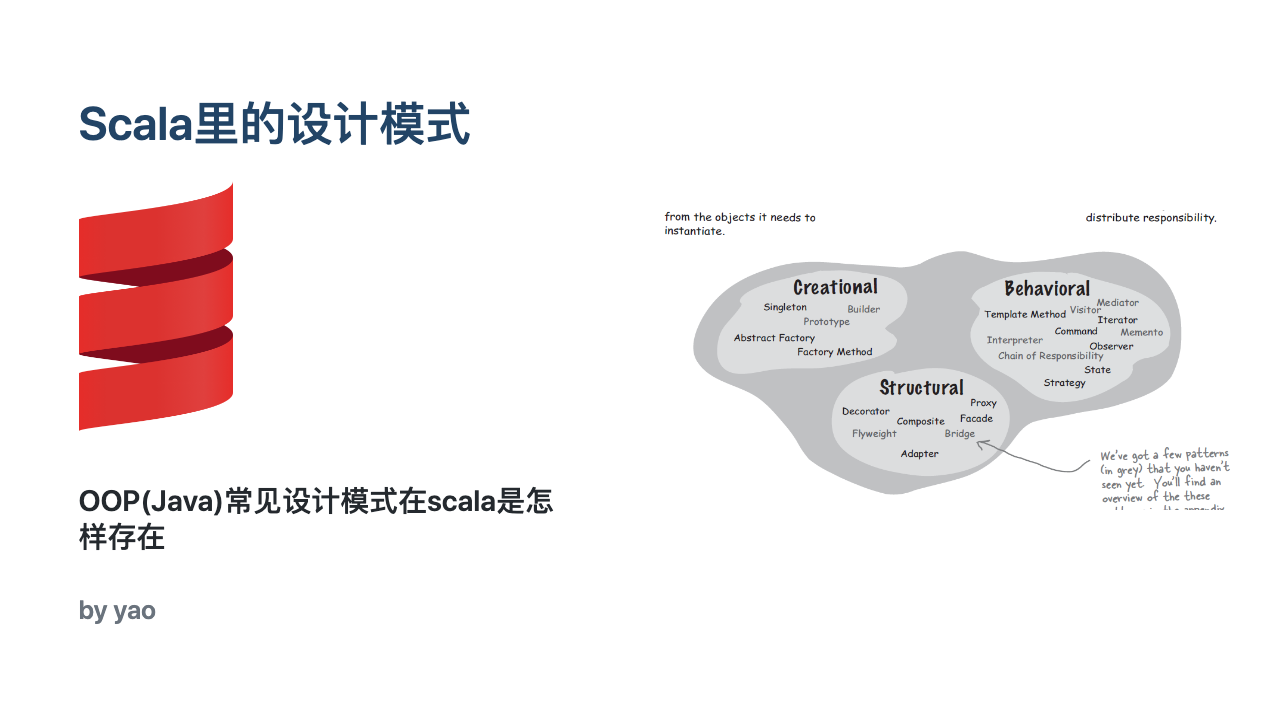 Scala里的设计模式
OOP(Java)常见设计模式在scala是怎
样存在
by yao
from the objects it needs to
instantiate.
distribute responsibility.
Creational
Singleton
Builder
Prototype
Abstract Factory
Factory Method
Behavioral
Mediator
Template Method
Visitor
Iterator
Command
Memento
Interpreter
Observer
Chain of Responsibility
State
Strategy
Structural
Proxy
Decorator
Composite
Facade
Flyweight
Bridge
Adapter
We've got a few patterns
(in grey) that you haven't
seen yet. You'll find an
overview of the these